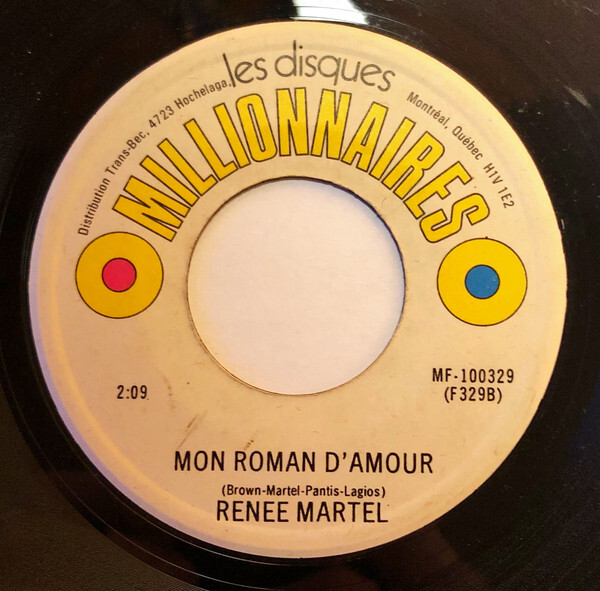 les disques
MILLIONNAIRES
Distribution Trans-Bec, 4723 Hochelaga,
Montréal, Québec H1V 1E2
2:09
MF-100329
(F329B)
MON ROMAN D'AMOUR
(Brown-Martel-Pantis-Lagios)
RENEE MARTEL